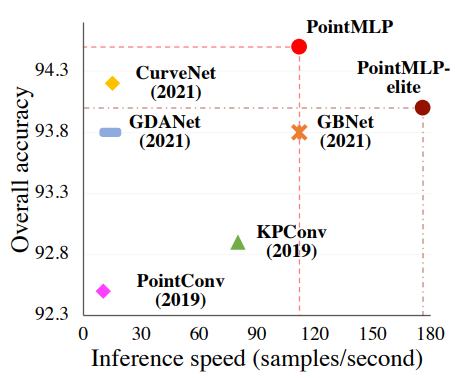 PointMLP
94.3
CurveNet
(2021)
PointMLP-
elite
93.8
GDANet
(2021)
GBNet
(2021)
Overall accuracy
93.3
KPConv
(2019)
92.8
PointConv
(2019)
92.3
0 30 60 90 120 150 180
Inference speed (samples/second)